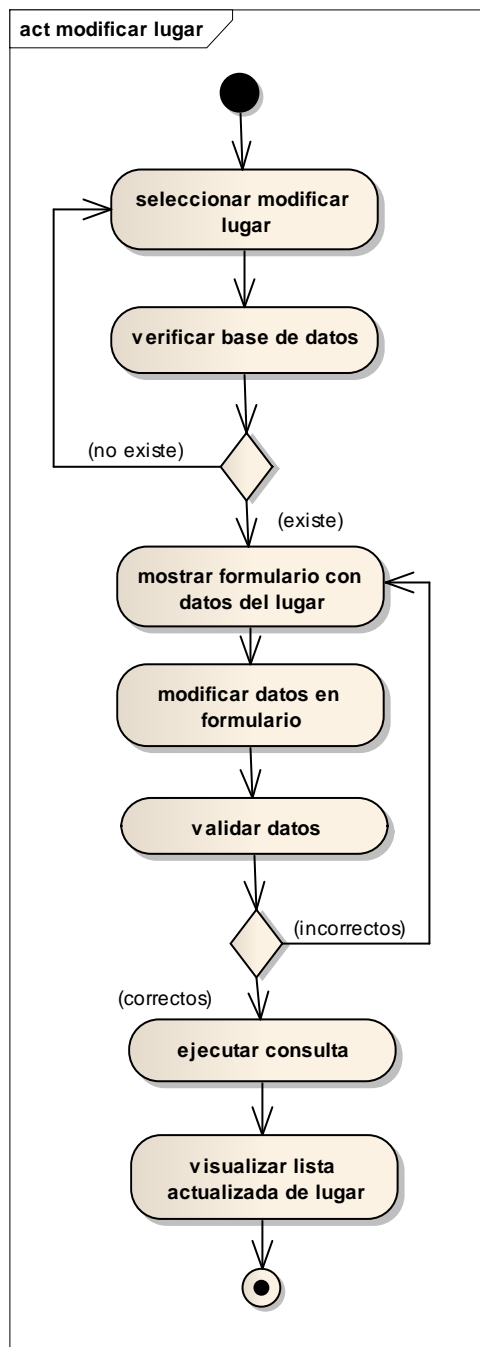 act modificar lugar
seleccionar modificar
lugar
verificar base de datos
(no existe)
(existe)
mostrar formulario con
datos del lugar
modificar datos en
formulario
validar datos
(incorrectos)
(correctos)
ejecutar consulta
visualizar lista
actualizada de lugar